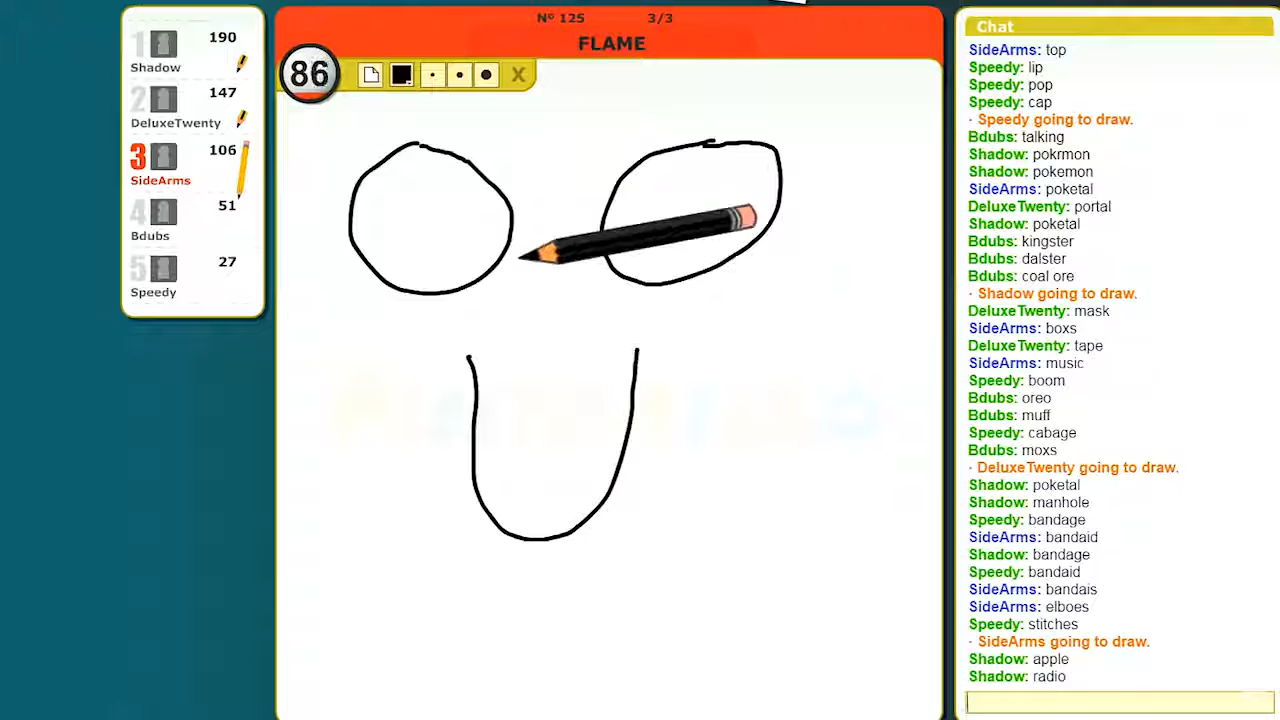 1 190
Shadow
2 147
DeluxeTwenty
3 106
SideArms
4 51
Bdubs
5 27
Speedy
Nº 125 3/3
FLAME
86 X
Chat
SideArms: top
Speedy: lip
Speedy: pop
Speedy: cap
· Speedy going to draw.
Bdubs: talking
Shadow: pokrmon
Shadow: pokemon
SideArms: poketal
DeluxeTwenty: portal
Shadow: poketal
Bdubs: kingster
Bdubs: dalster
Bdubs: coal ore
· Shadow going to draw.
DeluxeTwenty: mask
SideArms: boxs
DeluxeTwenty: tape
SideArms: music
Speedy: boom
Bdubs: oreo
Bdubs: muff
Speedy: cabage
Bdubs: moxs
· DeluxeTwenty going to draw.
Shadow: poketal
Shadow: manhole
Speedy: bandage
SideArms: bandaid
Shadow: bandage
Speedy: bandaid
SideArms: bandais
SideArms: elboes
Speedy: stitches
· SideArms going to draw.
Shadow: apple
Shadow: radio